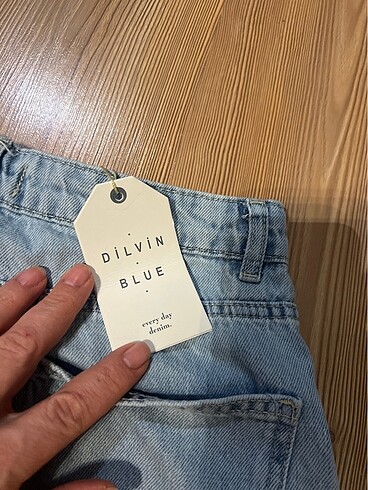 DİLVİN
BLUE
every day
denim.